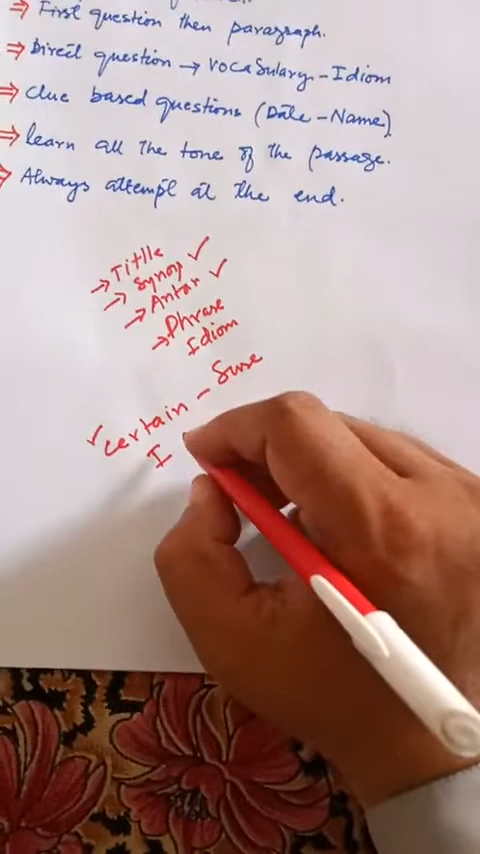 ⇒ First question then paragraph.
⇒ Direct question → Vocabulary - Idiom
⇒ Clue based questions (Date - Name)
⇒ learn all the tone of the passage.
⇒ Always attempt at the end.
→ Titlle
→ Synoy ✓
→ Antar ✓
→ Phrase
Idiom
✓ certain - Sure
I